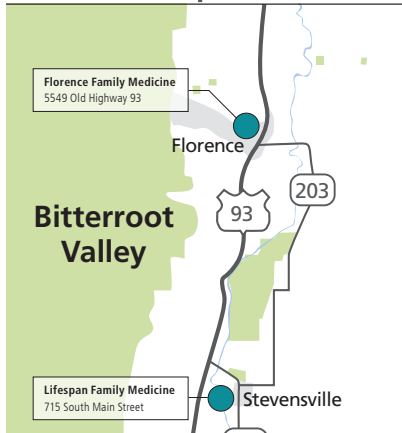 Florence Family Medicine
5549 Old Highway 93
Florence
Bitterroot
Valley
93
203
Lifespan Family Medicine
715 South Main Street
Stevensville